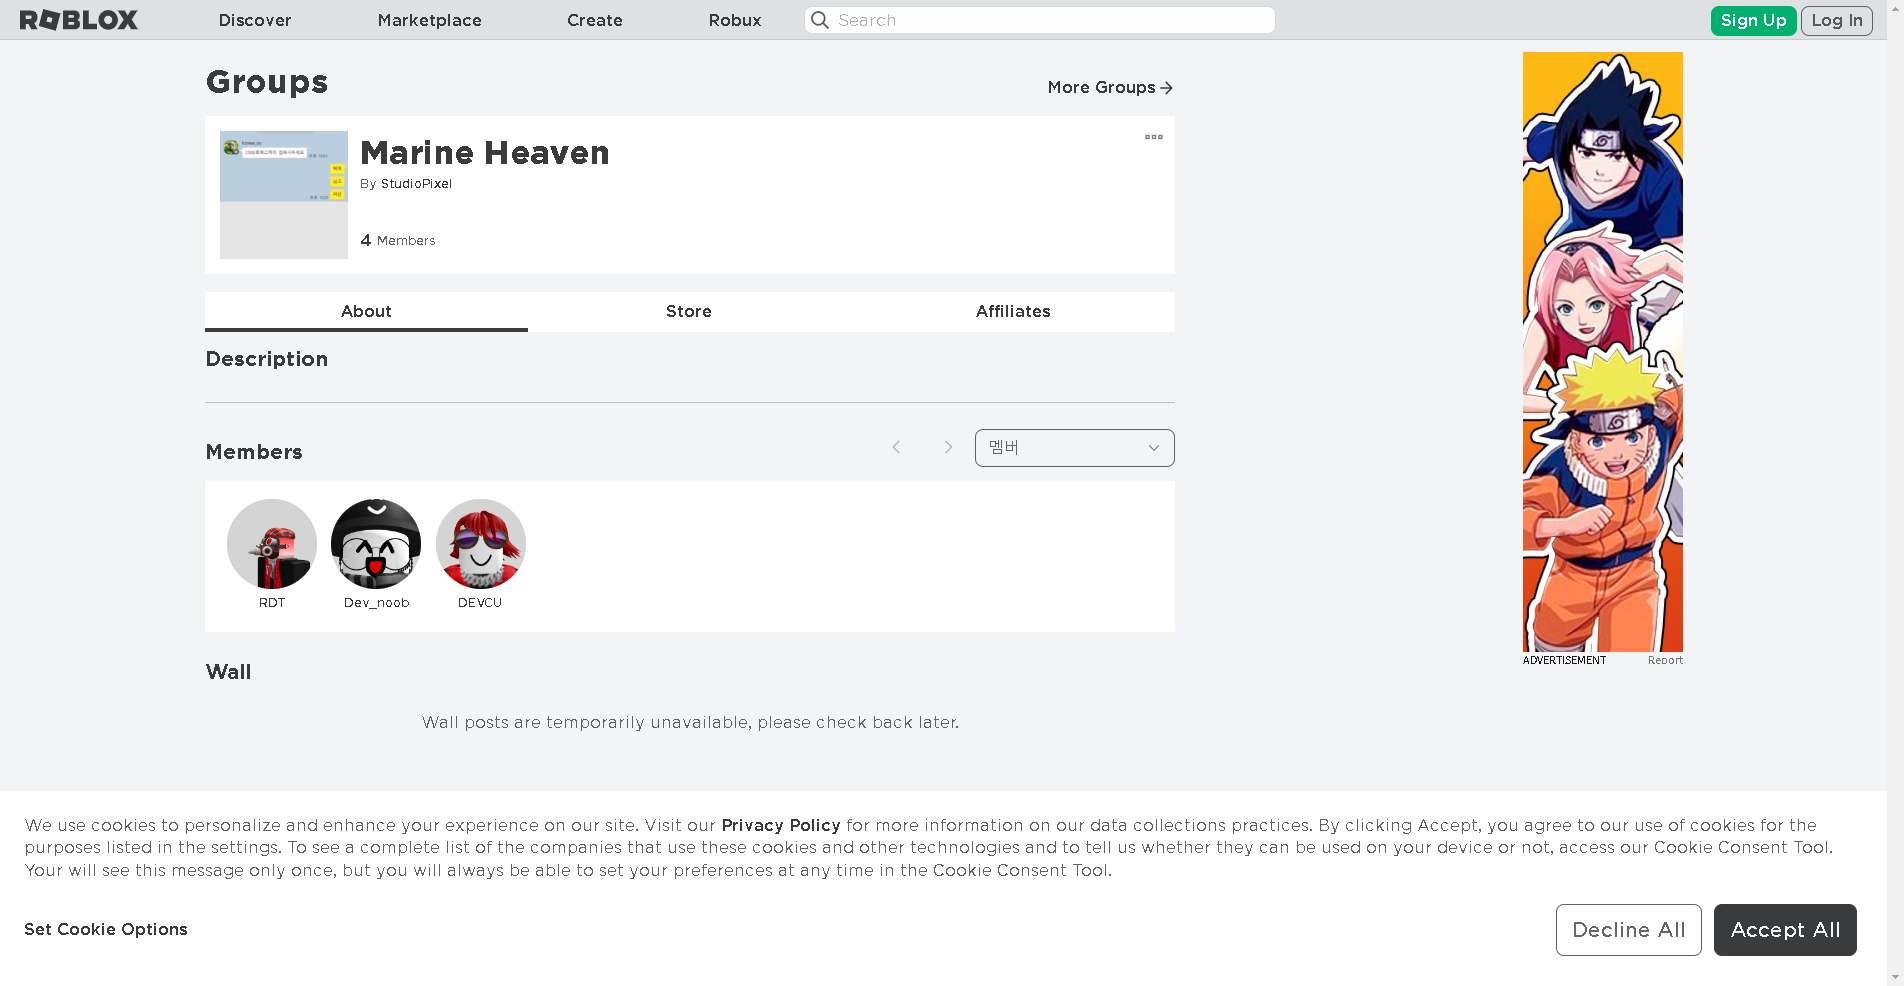 ROBLOX
Discover
Marketplace
Create
Robux
Search
Sign Up
Log In
Groups
More Groups
Marine Heaven
By StudioPixel
4 Members
About
Store
Affiliates
Description
Members
멤버
RDT
Dev_noob
DEVCU
Wall
Wall posts are temporarily unavailable, please check back later.
ADVERTISEMENT
Report
We use cookies to personalize and enhance your experience on our site. Visit our Privacy Policy for more information on our data collections practices. By clicking Accept, you agree to our use of cookies for the
purposes listed in the settings. To see a complete list of the companies that use these cookies and other technologies and to tell us whether they can be used on your device or not, access our Cookie Consent Tool.
Your will see this message only once, but you will always be able to set your preferences at any time in the Cookie Consent Tool.
Set Cookie Options
Decline All
Accept All